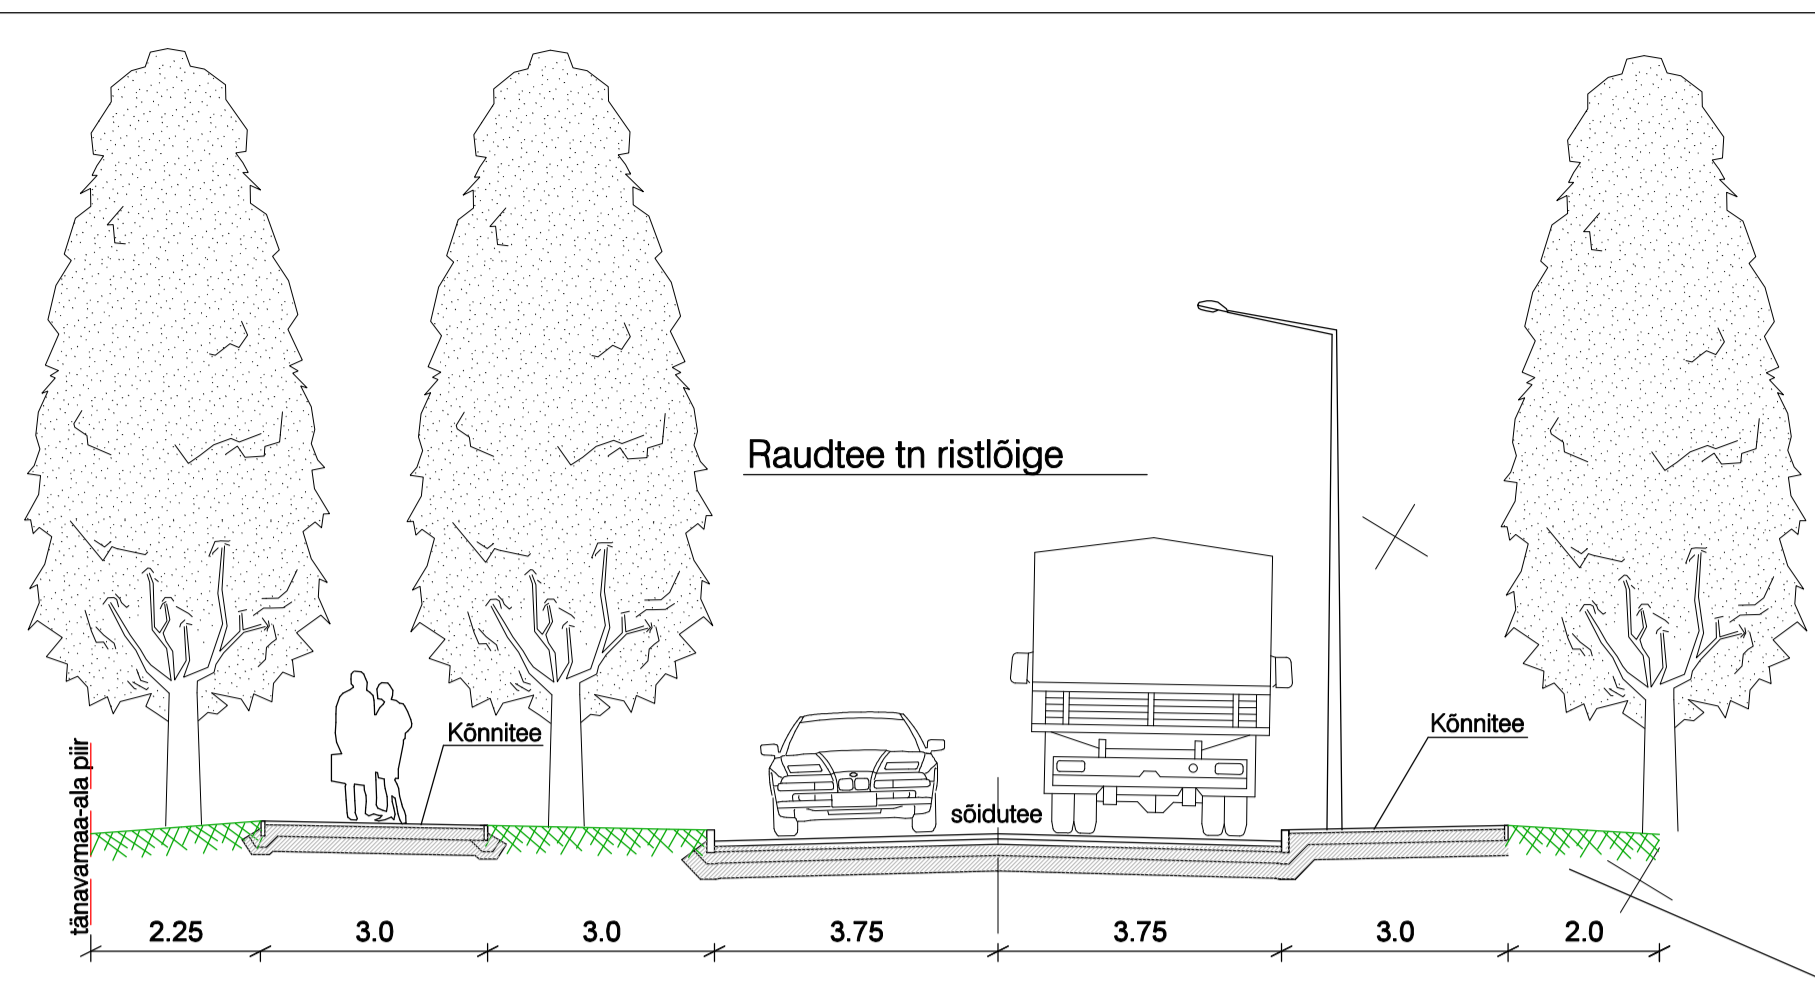 Raudtee tn ristlõige
Kõnnitee
Kõnnitee
sõidutee
tänavamaa-ala piir
2.25
3.0
3.0
3.75
3.75
3.0
2.0